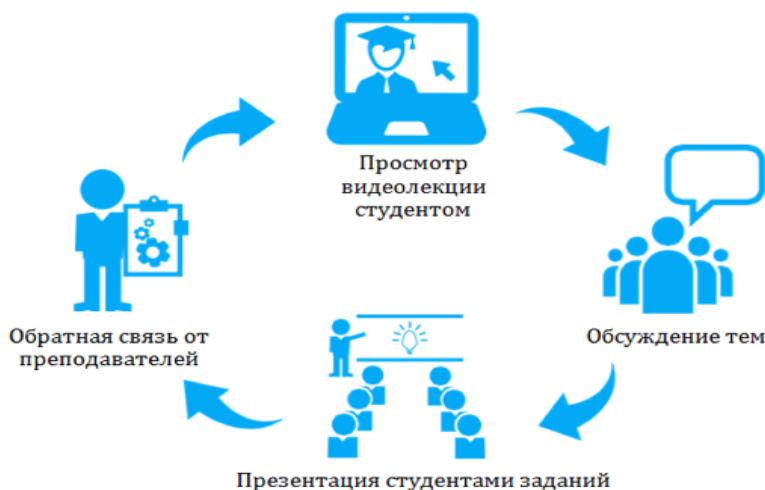 Просмотр
видеолекции
студентом
Обсуждение тем
Презентация студентами заданий
Обратная связь от
преподавателей